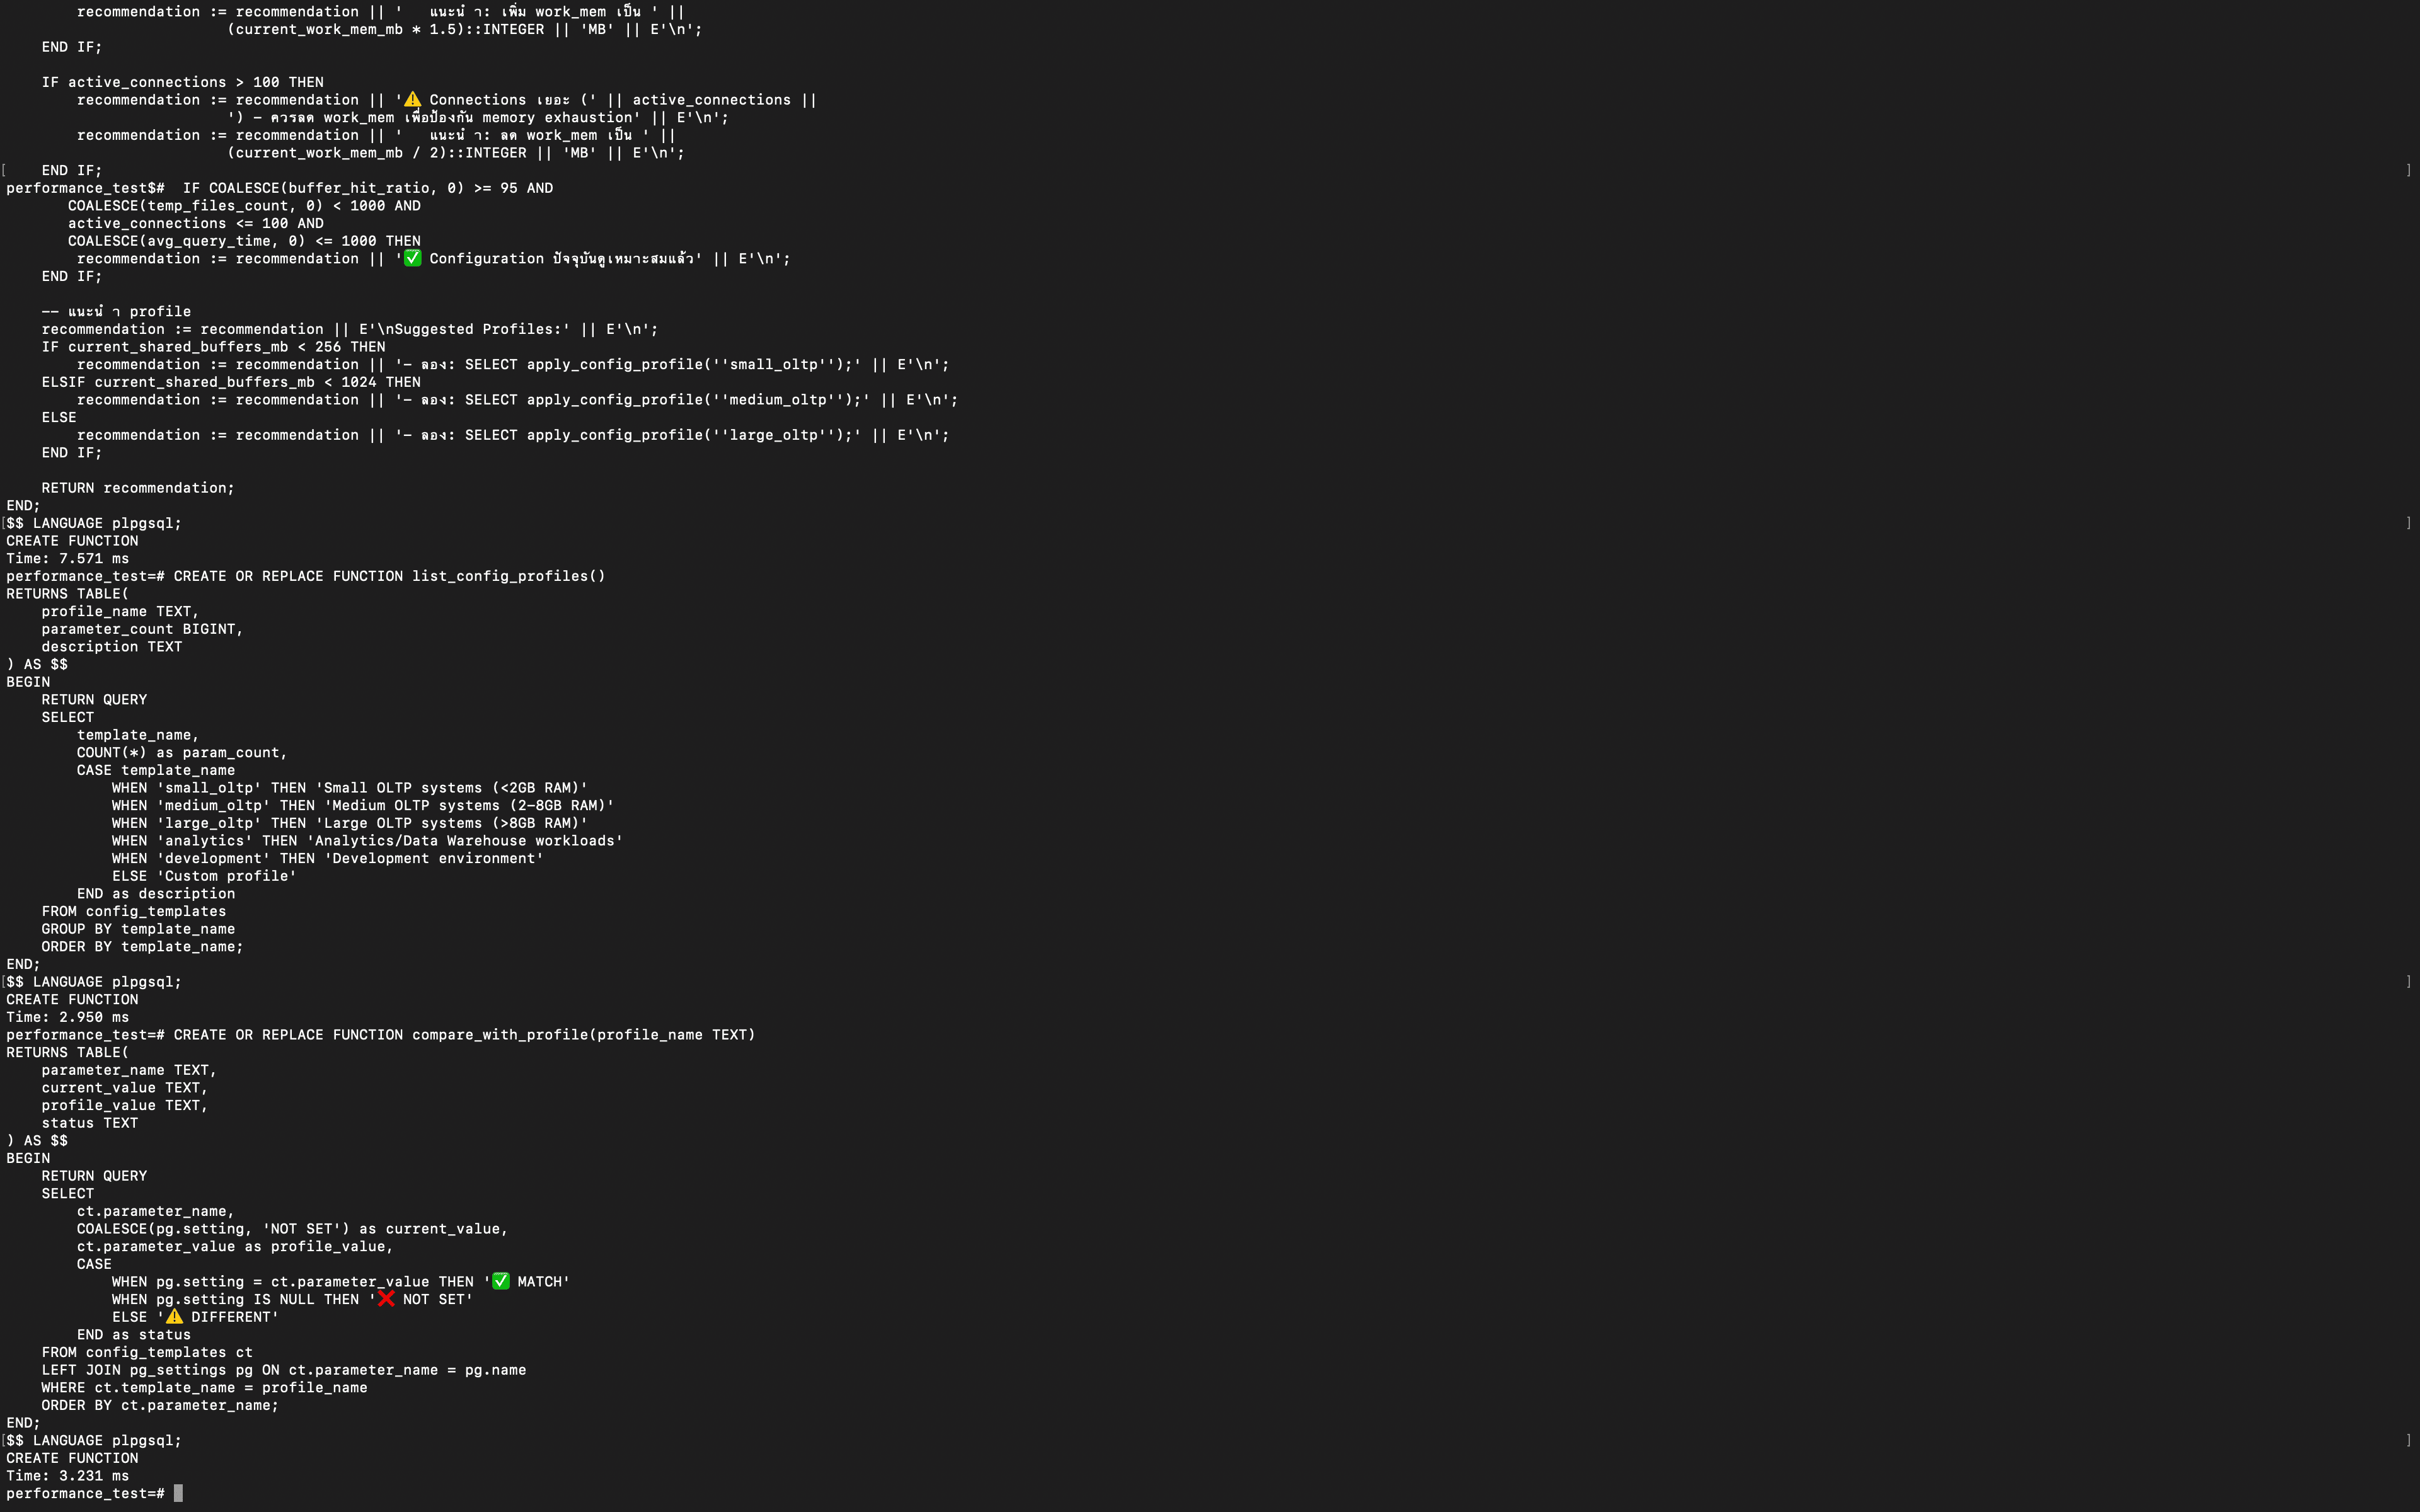 recommendation := recommendation || '   แนะนำ า: เพิ่ม work_mem เป็น ' ||
                         (current_work_mem_mb * 1.5)::INTEGER || 'MB' || E'\n';
    END IF;

    IF active_connections > 100 THEN
        recommendation := recommendation || '⚠️ Connections เยอะ (' || active_connections ||
                         ') - ควรลด work_mem เพื่อป้องกัน memory exhaustion' || E'\n';
        recommendation := recommendation || '   แนะนำ า: ลด work_mem เป็น ' ||
                         (current_work_mem_mb / 2)::INTEGER || 'MB' || E'\n';
[    END IF; ]
performance_test$#  IF COALESCE(buffer_hit_ratio, 0) >= 95 AND
       COALESCE(temp_files_count, 0) < 1000 AND
       active_connections <= 100 AND
       COALESCE(avg_query_time, 0) <= 1000 THEN
        recommendation := recommendation || '✅ Configuration ปัจจุบันดูเหมาะสมแล้ว' || E'\n';
    END IF;

    -- แนะนำ า profile
    recommendation := recommendation || E'\nSuggested Profiles:' || E'\n';
    IF current_shared_buffers_mb < 256 THEN
        recommendation := recommendation || '- ลอง: SELECT apply_config_profile(''small_oltp'');' || E'\n';
    ELSIF current_shared_buffers_mb < 1024 THEN
        recommendation := recommendation || '- ลอง: SELECT apply_config_profile(''medium_oltp'');' || E'\n';
    ELSE
        recommendation := recommendation || '- ลอง: SELECT apply_config_profile(''large_oltp'');' || E'\n';
    END IF;

    RETURN recommendation;
END;
[$$ LANGUAGE plpgsql; ]
CREATE FUNCTION
Time: 7.571 ms
performance_test=# CREATE OR REPLACE FUNCTION list_config_profiles()
RETURNS TABLE(
    profile_name TEXT,
    parameter_count BIGINT,
    description TEXT
) AS $$
BEGIN
    RETURN QUERY
    SELECT
        template_name,
        COUNT(*) as param_count,
        CASE template_name
            WHEN 'small_oltp' THEN 'Small OLTP systems (<2GB RAM)'
            WHEN 'medium_oltp' THEN 'Medium OLTP systems (2-8GB RAM)'
            WHEN 'large_oltp' THEN 'Large OLTP systems (>8GB RAM)'
            WHEN 'analytics' THEN 'Analytics/Data Warehouse workloads'
            WHEN 'development' THEN 'Development environment'
            ELSE 'Custom profile'
        END as description
    FROM config_templates
    GROUP BY template_name
    ORDER BY template_name;
END;
[$$ LANGUAGE plpgsql; ]
CREATE FUNCTION
Time: 2.950 ms
performance_test=# CREATE OR REPLACE FUNCTION compare_with_profile(profile_name TEXT)
RETURNS TABLE(
    parameter_name TEXT,
    current_value TEXT,
    profile_value TEXT,
    status TEXT
) AS $$
BEGIN
    RETURN QUERY
    SELECT
        ct.parameter_name,
        COALESCE(pg.setting, 'NOT SET') as current_value,
        ct.parameter_value as profile_value,
        CASE
            WHEN pg.setting = ct.parameter_value THEN '✅ MATCH'
            WHEN pg.setting IS NULL THEN '❌ NOT SET'
            ELSE '⚠️ DIFFERENT'
        END as status
    FROM config_templates ct
    LEFT JOIN pg_settings pg ON ct.parameter_name = pg.name
    WHERE ct.template_name = profile_name
    ORDER BY ct.parameter_name;
END;
[$$ LANGUAGE plpgsql; ]
CREATE FUNCTION
Time: 3.231 ms
performance_test=#